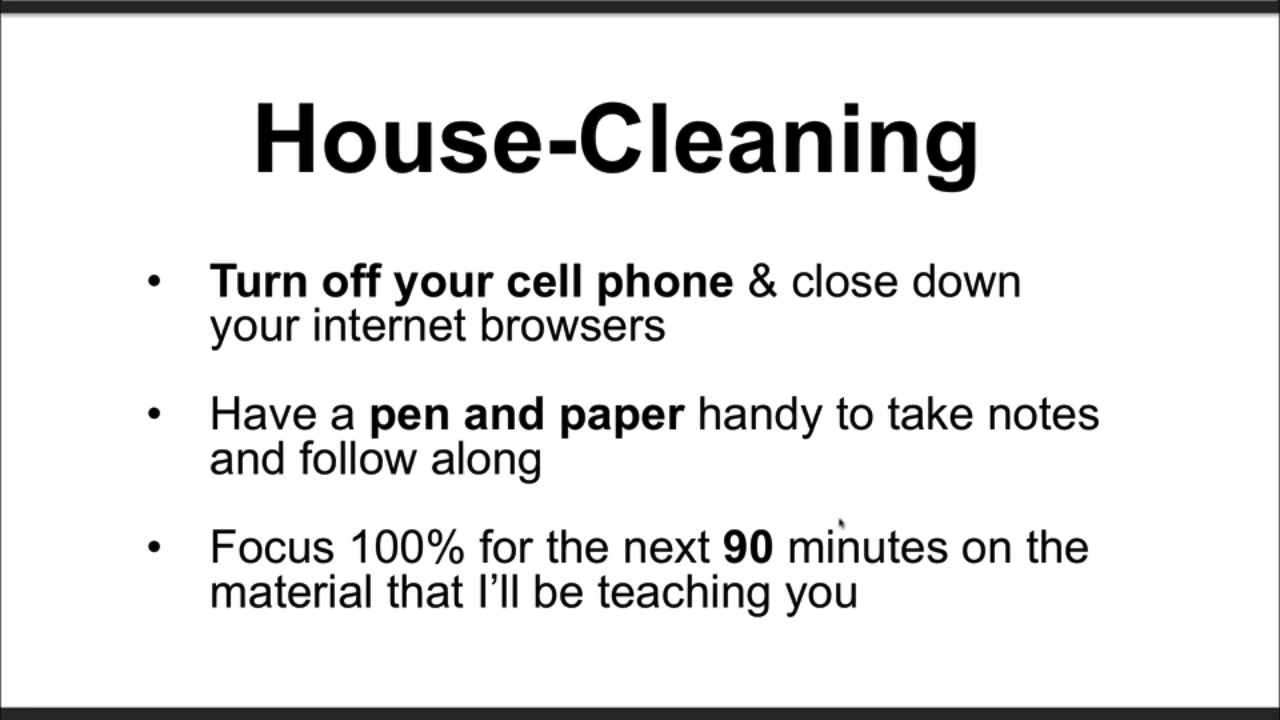 House-Cleaning
• Turn off your cell phone & close down
your internet browsers
• Have a pen and paper handy to take notes
and follow along
• Focus 100% for the next 90 minutes on the
material that I’ll be teaching you